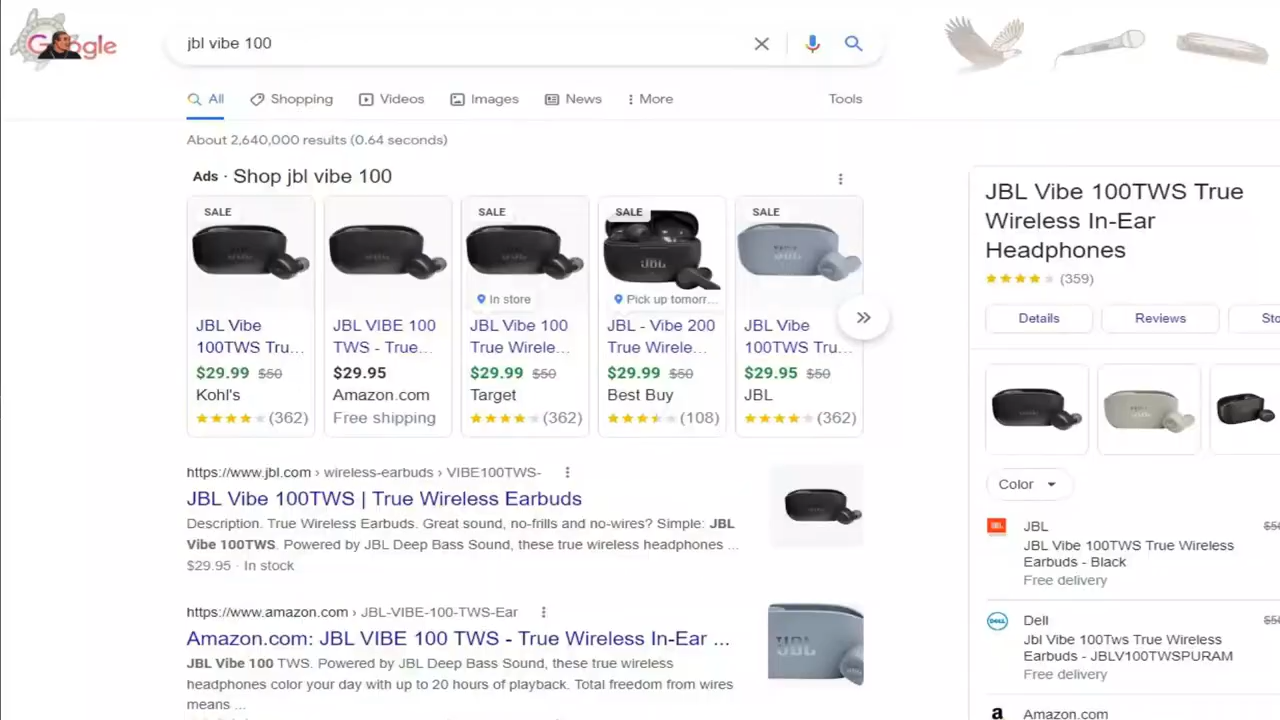 Google
jbl vibe 100
All
Shopping
Videos
Images
News
More
Tools
About 2,640,000 results (0.64 seconds)
Ads · Shop jbl vibe 100
SALE
JBL Vibe
100TWS Tru...
$29.99 $50
Kohl's
(362)
JBL VIBE 100
TWS - True...
$29.95
Amazon.com
Free shipping
SALE
In store
JBL Vibe 100
True Wirele...
$29.99 $50
Target
(362)
SALE
JBL
Pick up tomorr...
JBL - Vibe 200
True Wirele...
$29.99 $50
Best Buy
(108)
SALE
JBL Vibe
100TWS Tru...
$29.95 $50
JBL
(362)
https://www.jbl.com › wireless-earbuds › VIBE100TWS-
JBL Vibe 100TWS | True Wireless Earbuds
Description. True Wireless Earbuds. Great sound, no-frills and no-wires? Simple: JBL
Vibe 100TWS. Powered by JBL Deep Bass Sound, these true wireless headphones ...
$29.95 · In stock
https://www.amazon.com › JBL-VIBE-100-TWS-Ear
Amazon.com: JBL VIBE 100 TWS - True Wireless In-Ear ...
JBL Vibe 100 TWS. Powered by JBL Deep Bass Sound, these true wireless
headphones color your day with up to 20 hours of playback. Total freedom from wires
means ...
JBL
JBL Vibe 100TWS True
Wireless In-Ear
Headphones
(359)
Details
Reviews
Sto
Color
JBL
JBL
JBL Vibe 100TWS True Wireless
Earbuds - Black
Free delivery
$5
DELL
Dell
Jbl Vibe 100Tws True Wireless
Earbuds - JBLV100TWSPURAM
Free delivery
$5
Amazon.com